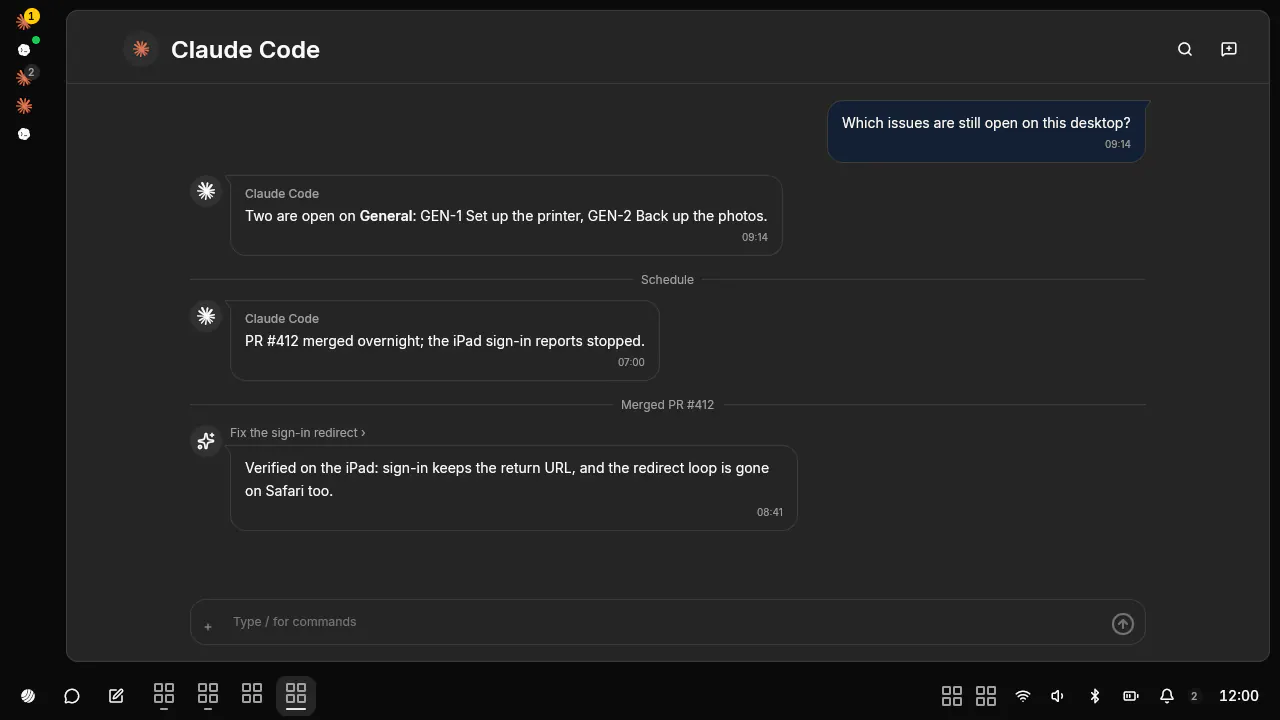 1
2
Claude Code
Which issues are still open on this desktop?
09:14
Claude Code
Two are open on General: GEN-1 Set up the printer, GEN-2 Back up the photos.
09:14
Schedule
Claude Code
PR #412 merged overnight; the iPad sign-in reports stopped.
07:00
Merged PR #412
Fix the sign-in redirect ›
Verified on the iPad: sign-in keeps the return URL, and the redirect loop is gone
on Safari too.
08:41
Type / for commands
2
12:00